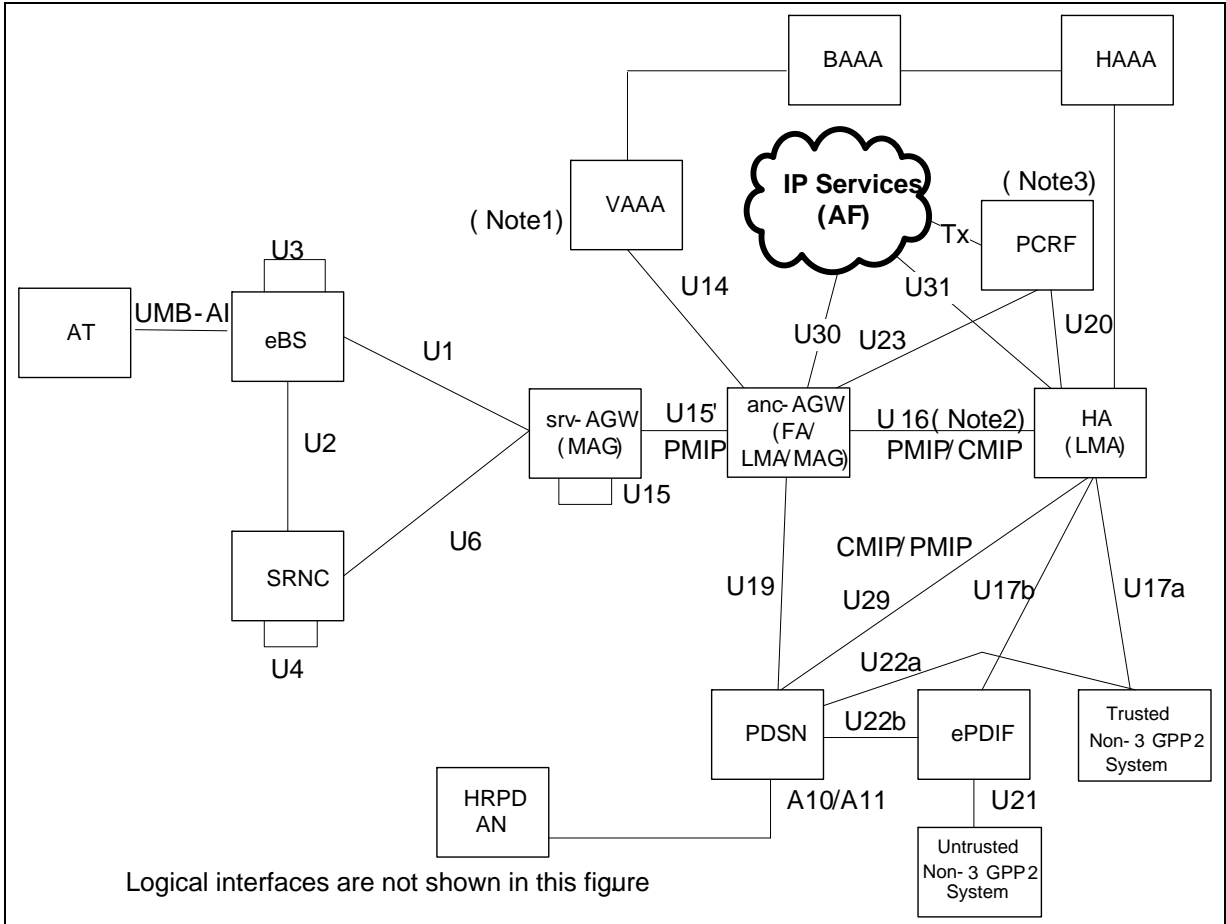 BAAA
HAAA
IP Services
(AF)
( Note3)
VAAA
( Note1)
Tx
PCRF
U3
U14
U31
UMB- AI
AT
eBS
U30
U23
U20
U1
srv- AGW
( MAG)
U15'
PMIP
anc- AGW
(FA/
LMA/MAG)
U 16( Note2)
PMIP/ CMIP
HA
( LMA)
U2
U15
U6
CMIP/ PMIP
SRNC
U19
U29
U17b
U17a
U4
U22a
PDSN
U22b
ePDIF
Trusted
Non- 3 GPP2
System
HRPD
AN
A10/A11
U21
Untrusted
Non- 3 GPP2
System
Logical interfaces are not shown in this figure